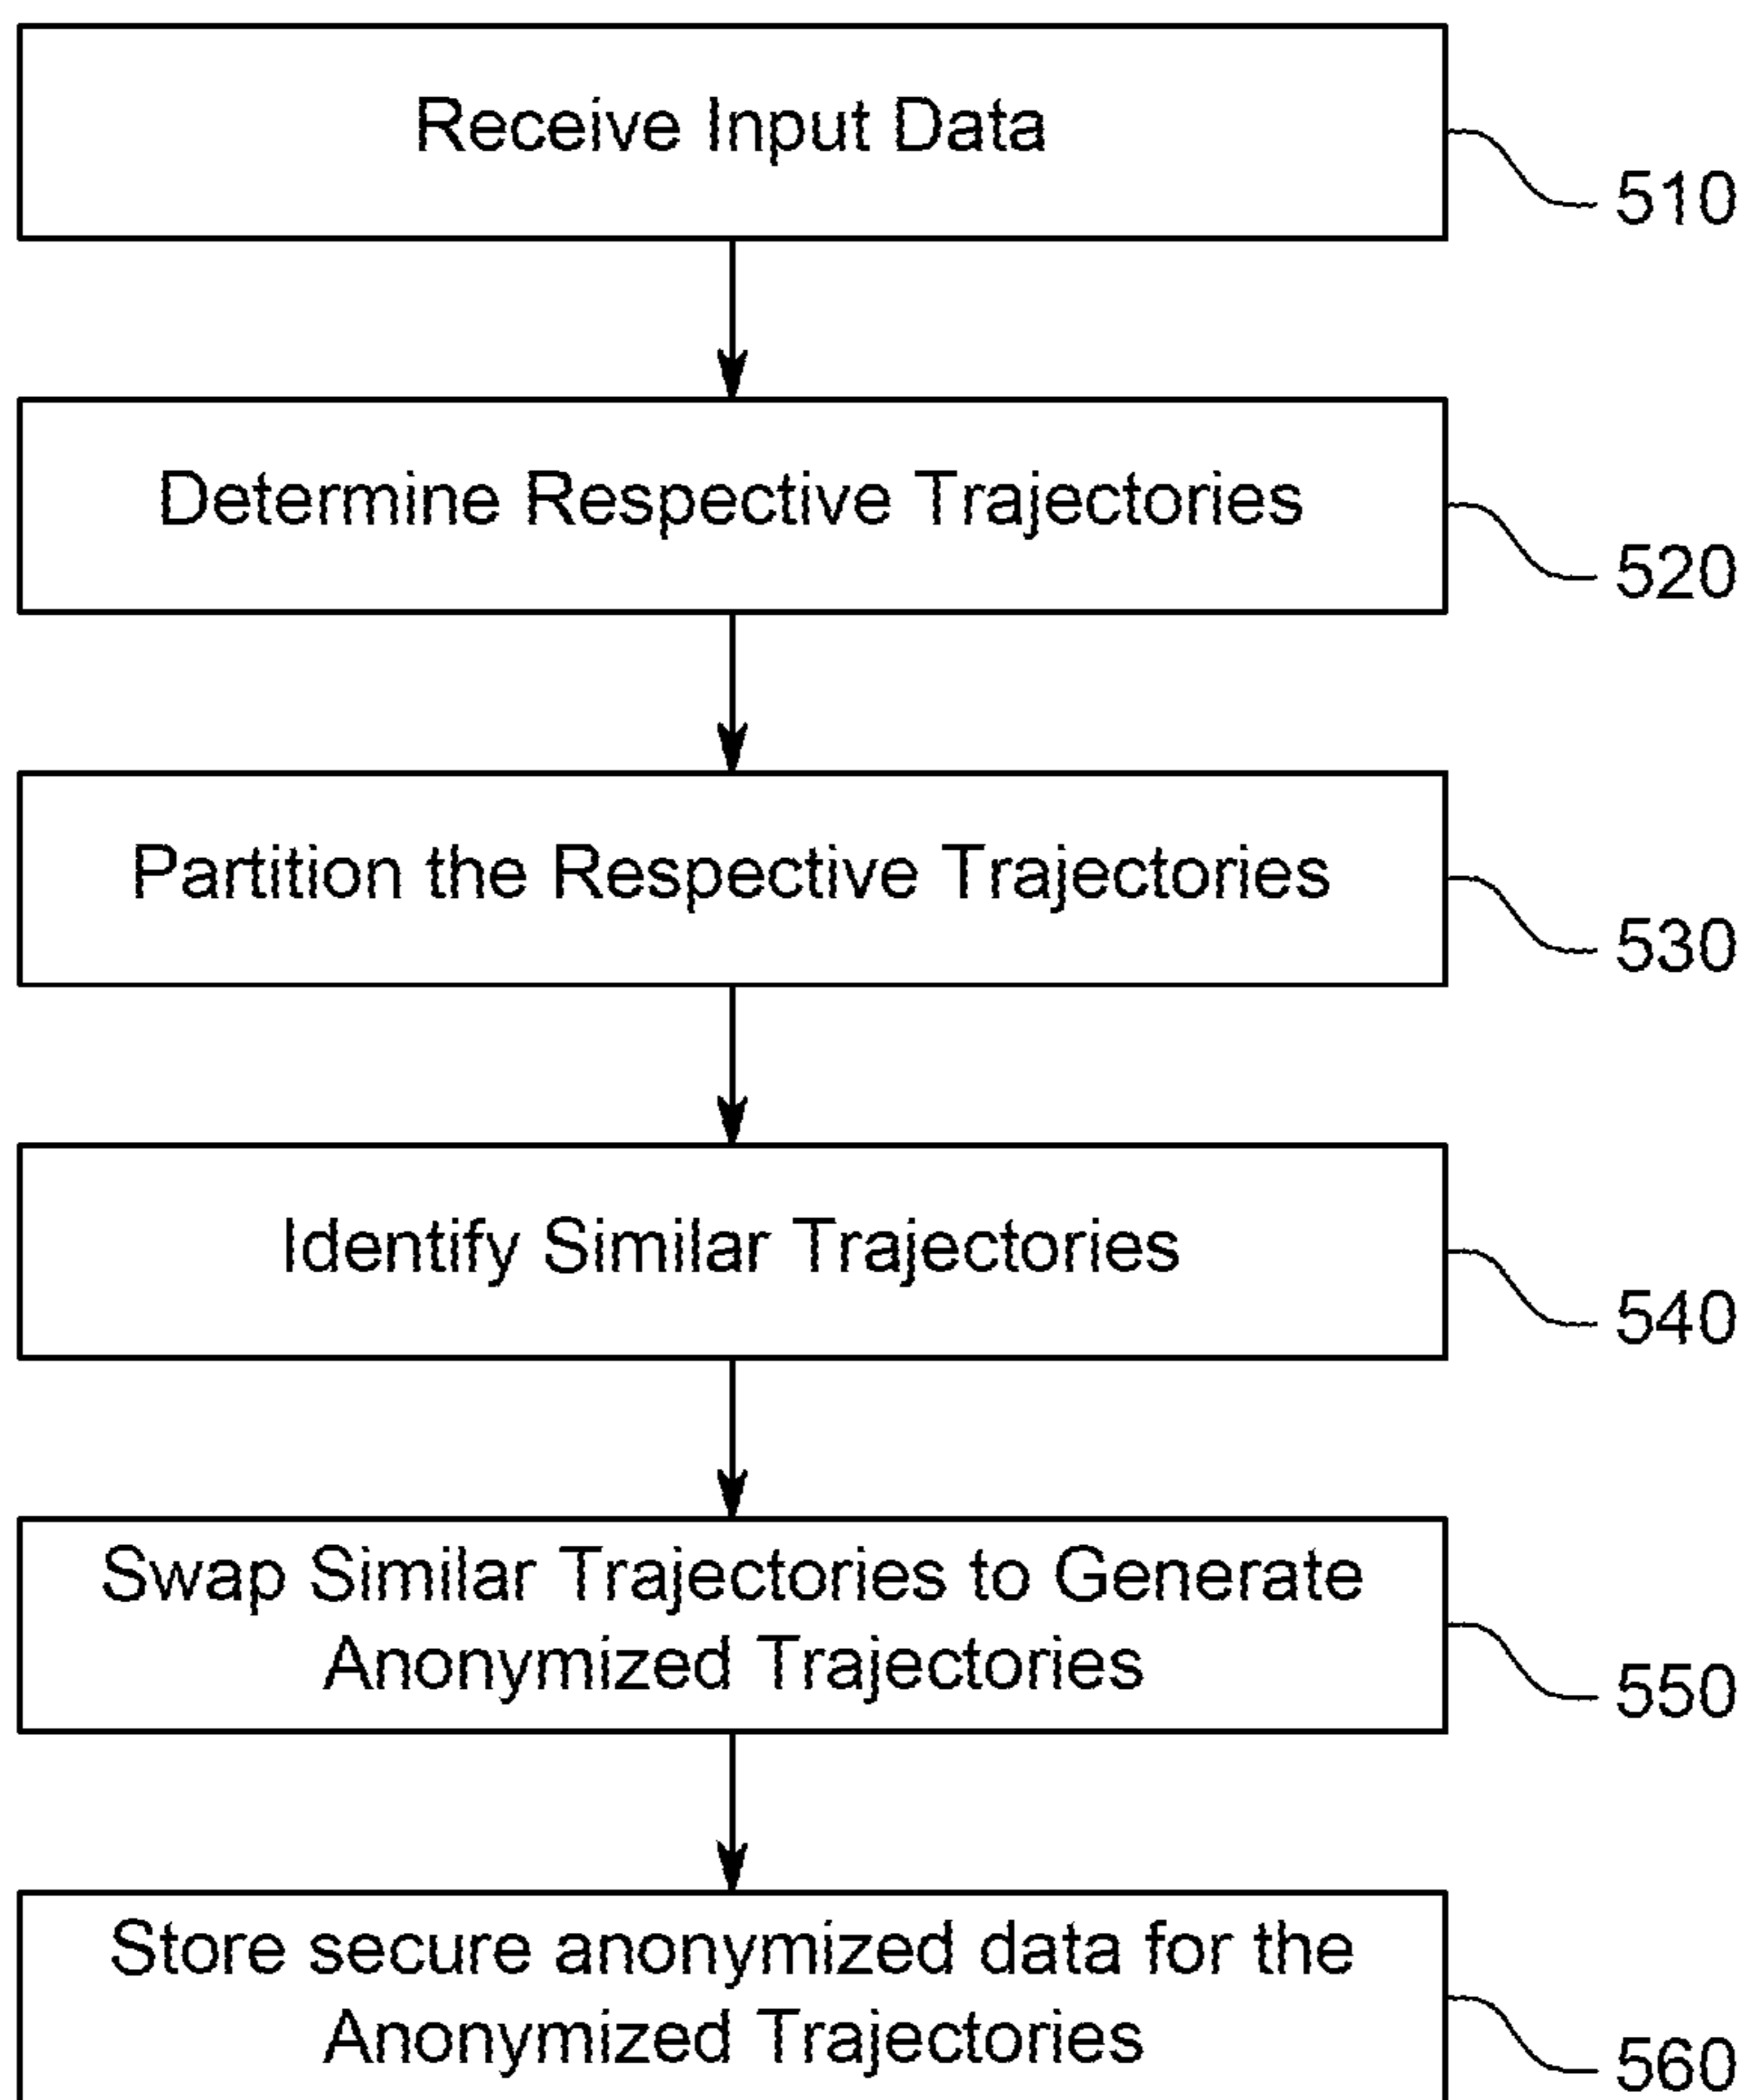 Receive Input Data
510
Determine Respective Trajectories
520
Partition the Respective Trajectories
530
Identify Similar Trajectories
540
Swap Similar Trajectories to Generate
Anonymized Trajectories
550
Store secure anonymized data for the
Anonymized Trajectories
560